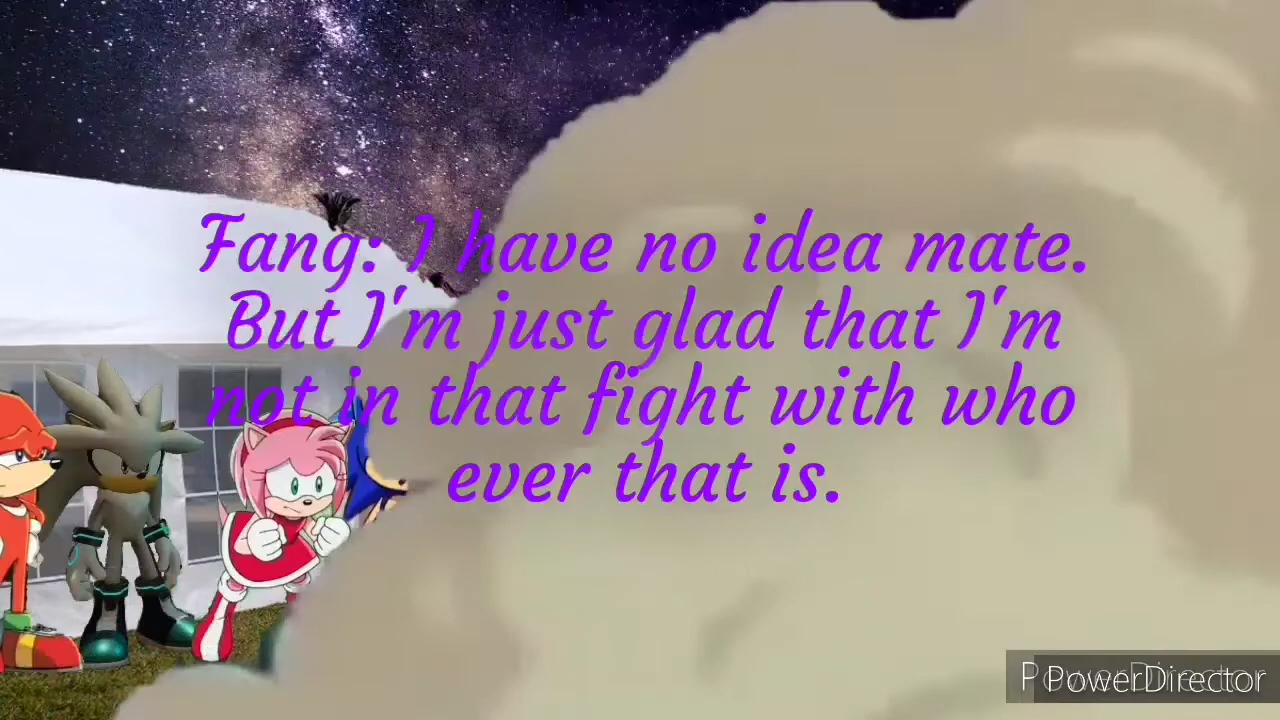 Fang: I have no idea mate.
But I'm just glad that I'm
not in that fight with who
ever that is.
PowerDirector
PowerDirector